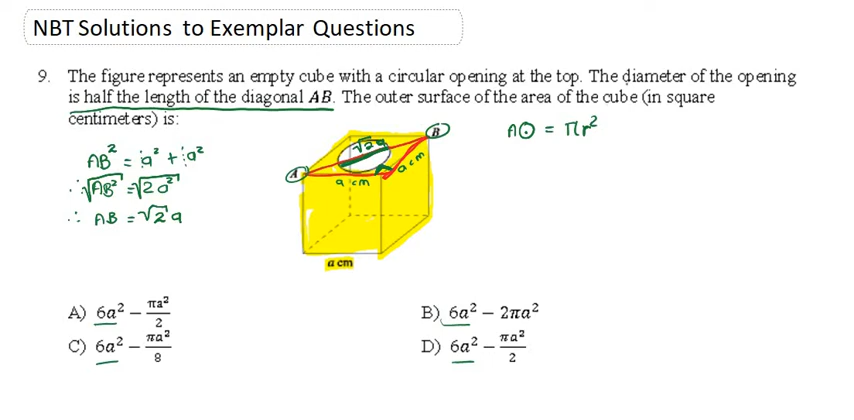 NBT Solutions to Exemplar Questions
9. The figure represents an empty cube with a circular opening at the top. The diameter of the opening
is half the length of the diagonal AB. The outer surface of the area of the cube (in square
centimeters) is:
AB² = a² + a²
∴ √AB² = √2a²
∴ AB = √2 a
A
B
√2a
a cm
a cm
a cm
A⊙ = πr²
A) 6a² − πa²/2
B) 6a² − 2πa²
C) 6a² − πa²/8
D) 6a² − πa²/2